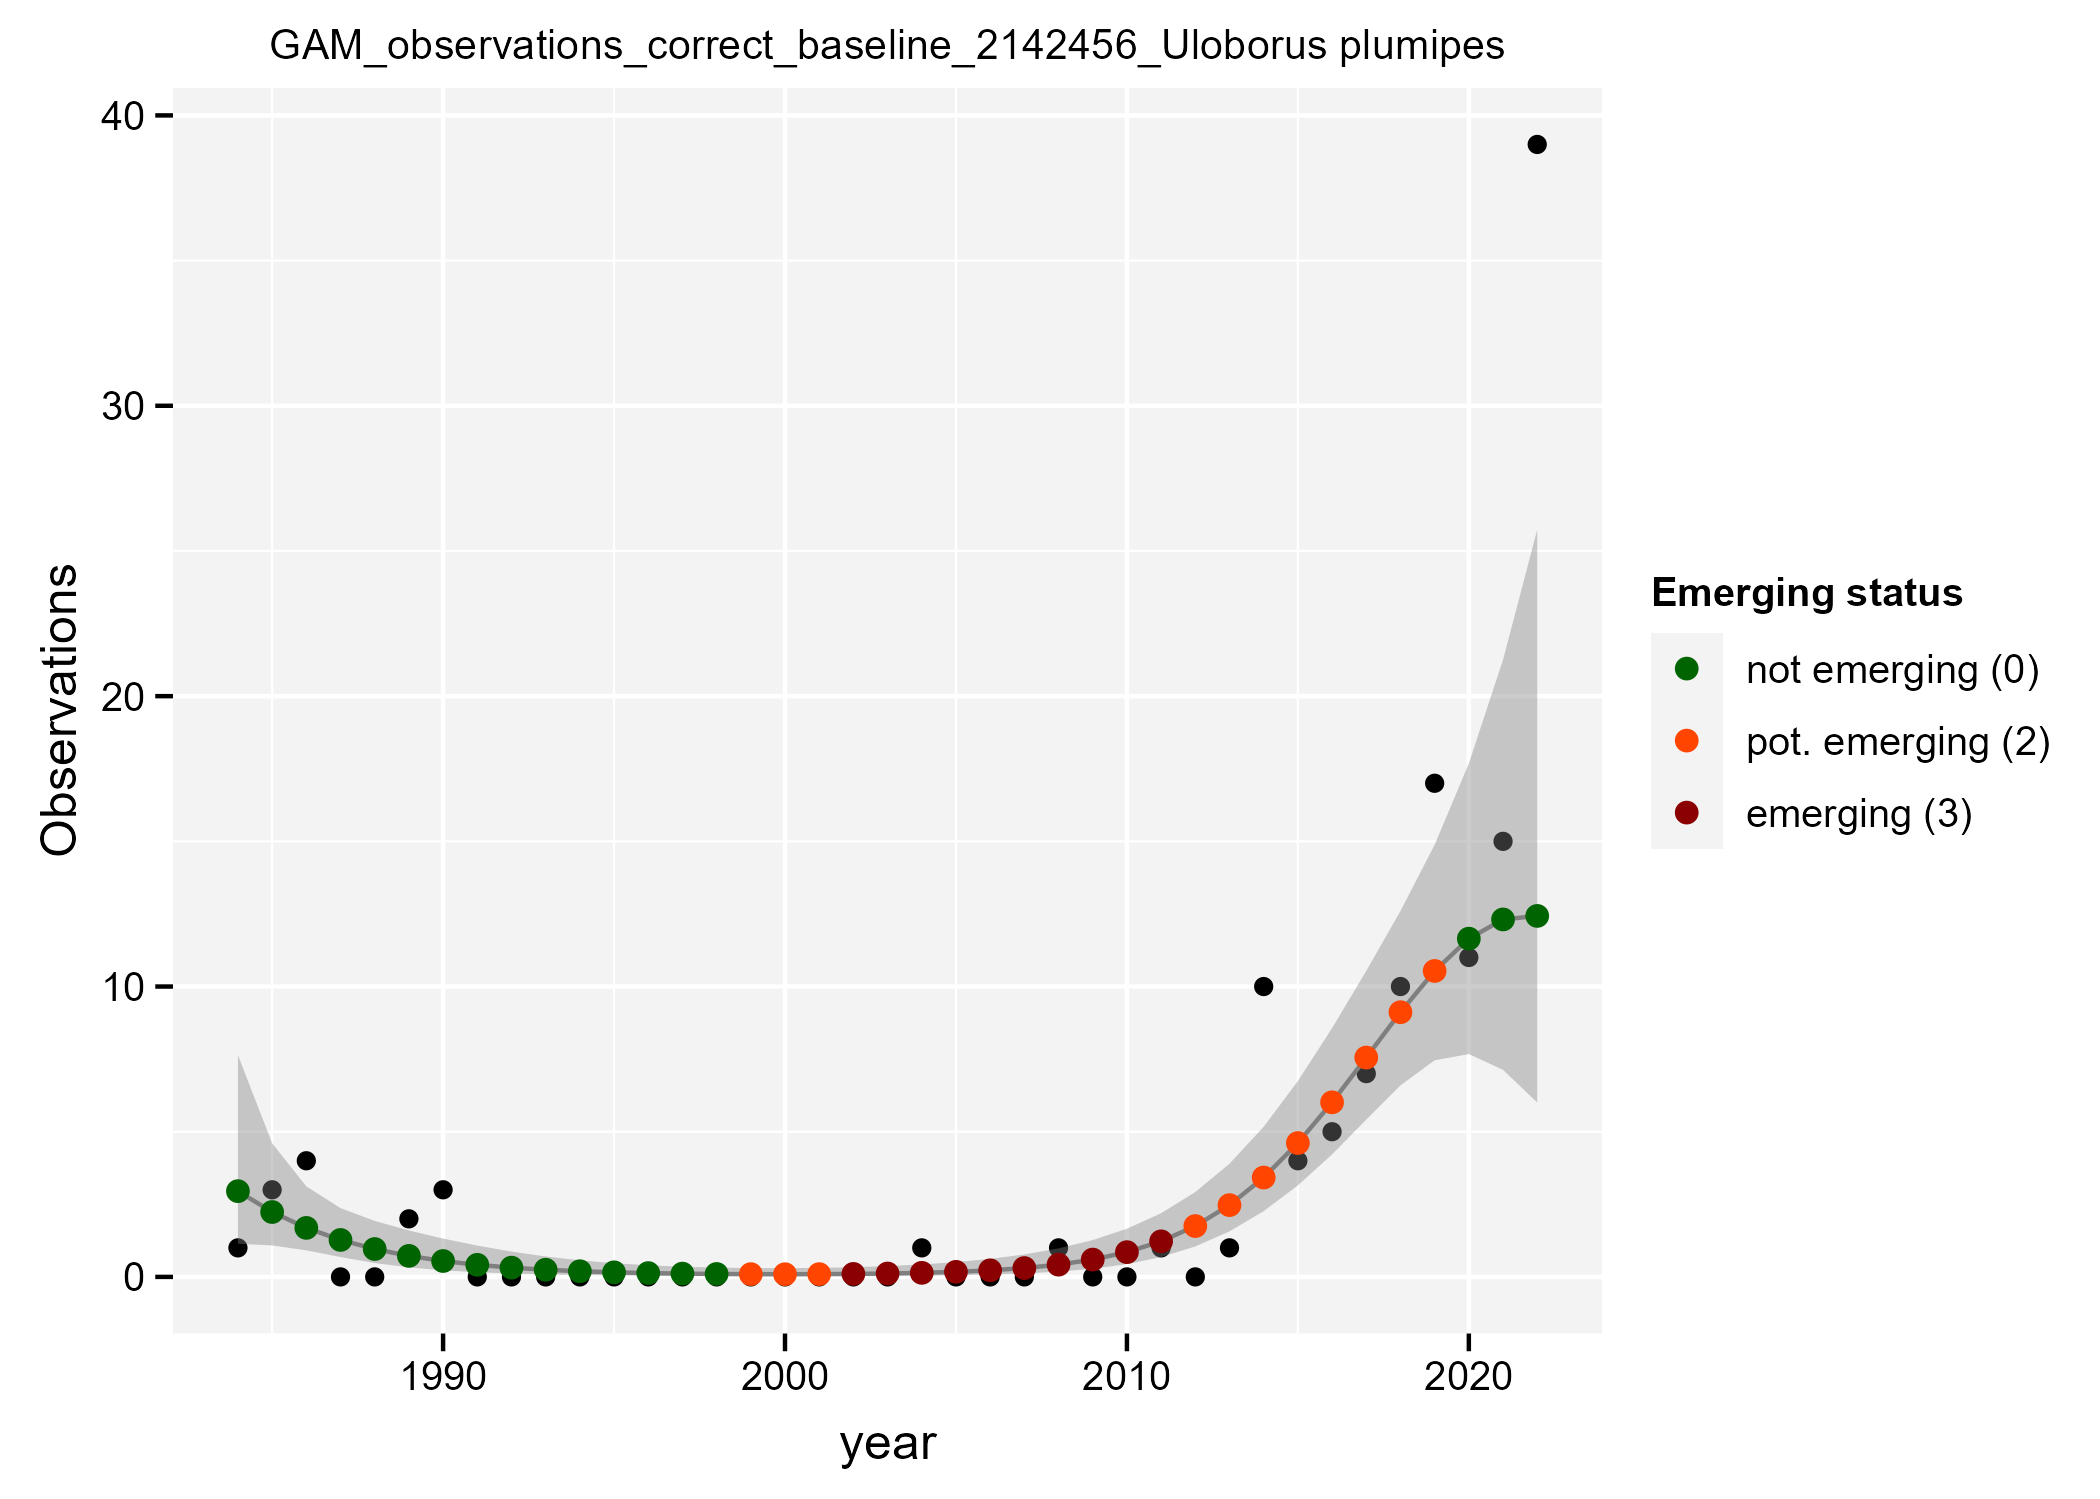 GAM_observations_correct_baseline_2142456_Uloborus plumipes
40
30
20
10
0
Observations
1990
2000
2010
2020
year
Emerging status
not emerging (0)
pot. emerging (2)
emerging (3)